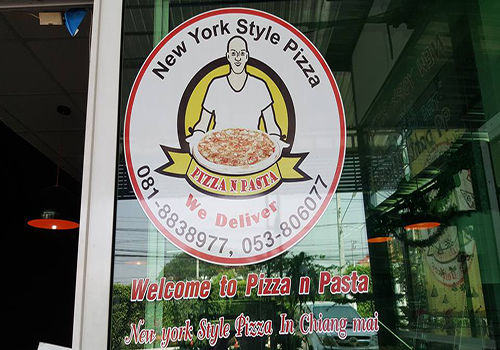 New York Style Pizza
PIZZA N PASTA
We Deliver
081-8838977, 053-806077
Welcome to Pizza n Pasta
New york Style Pizza In Chiang mai